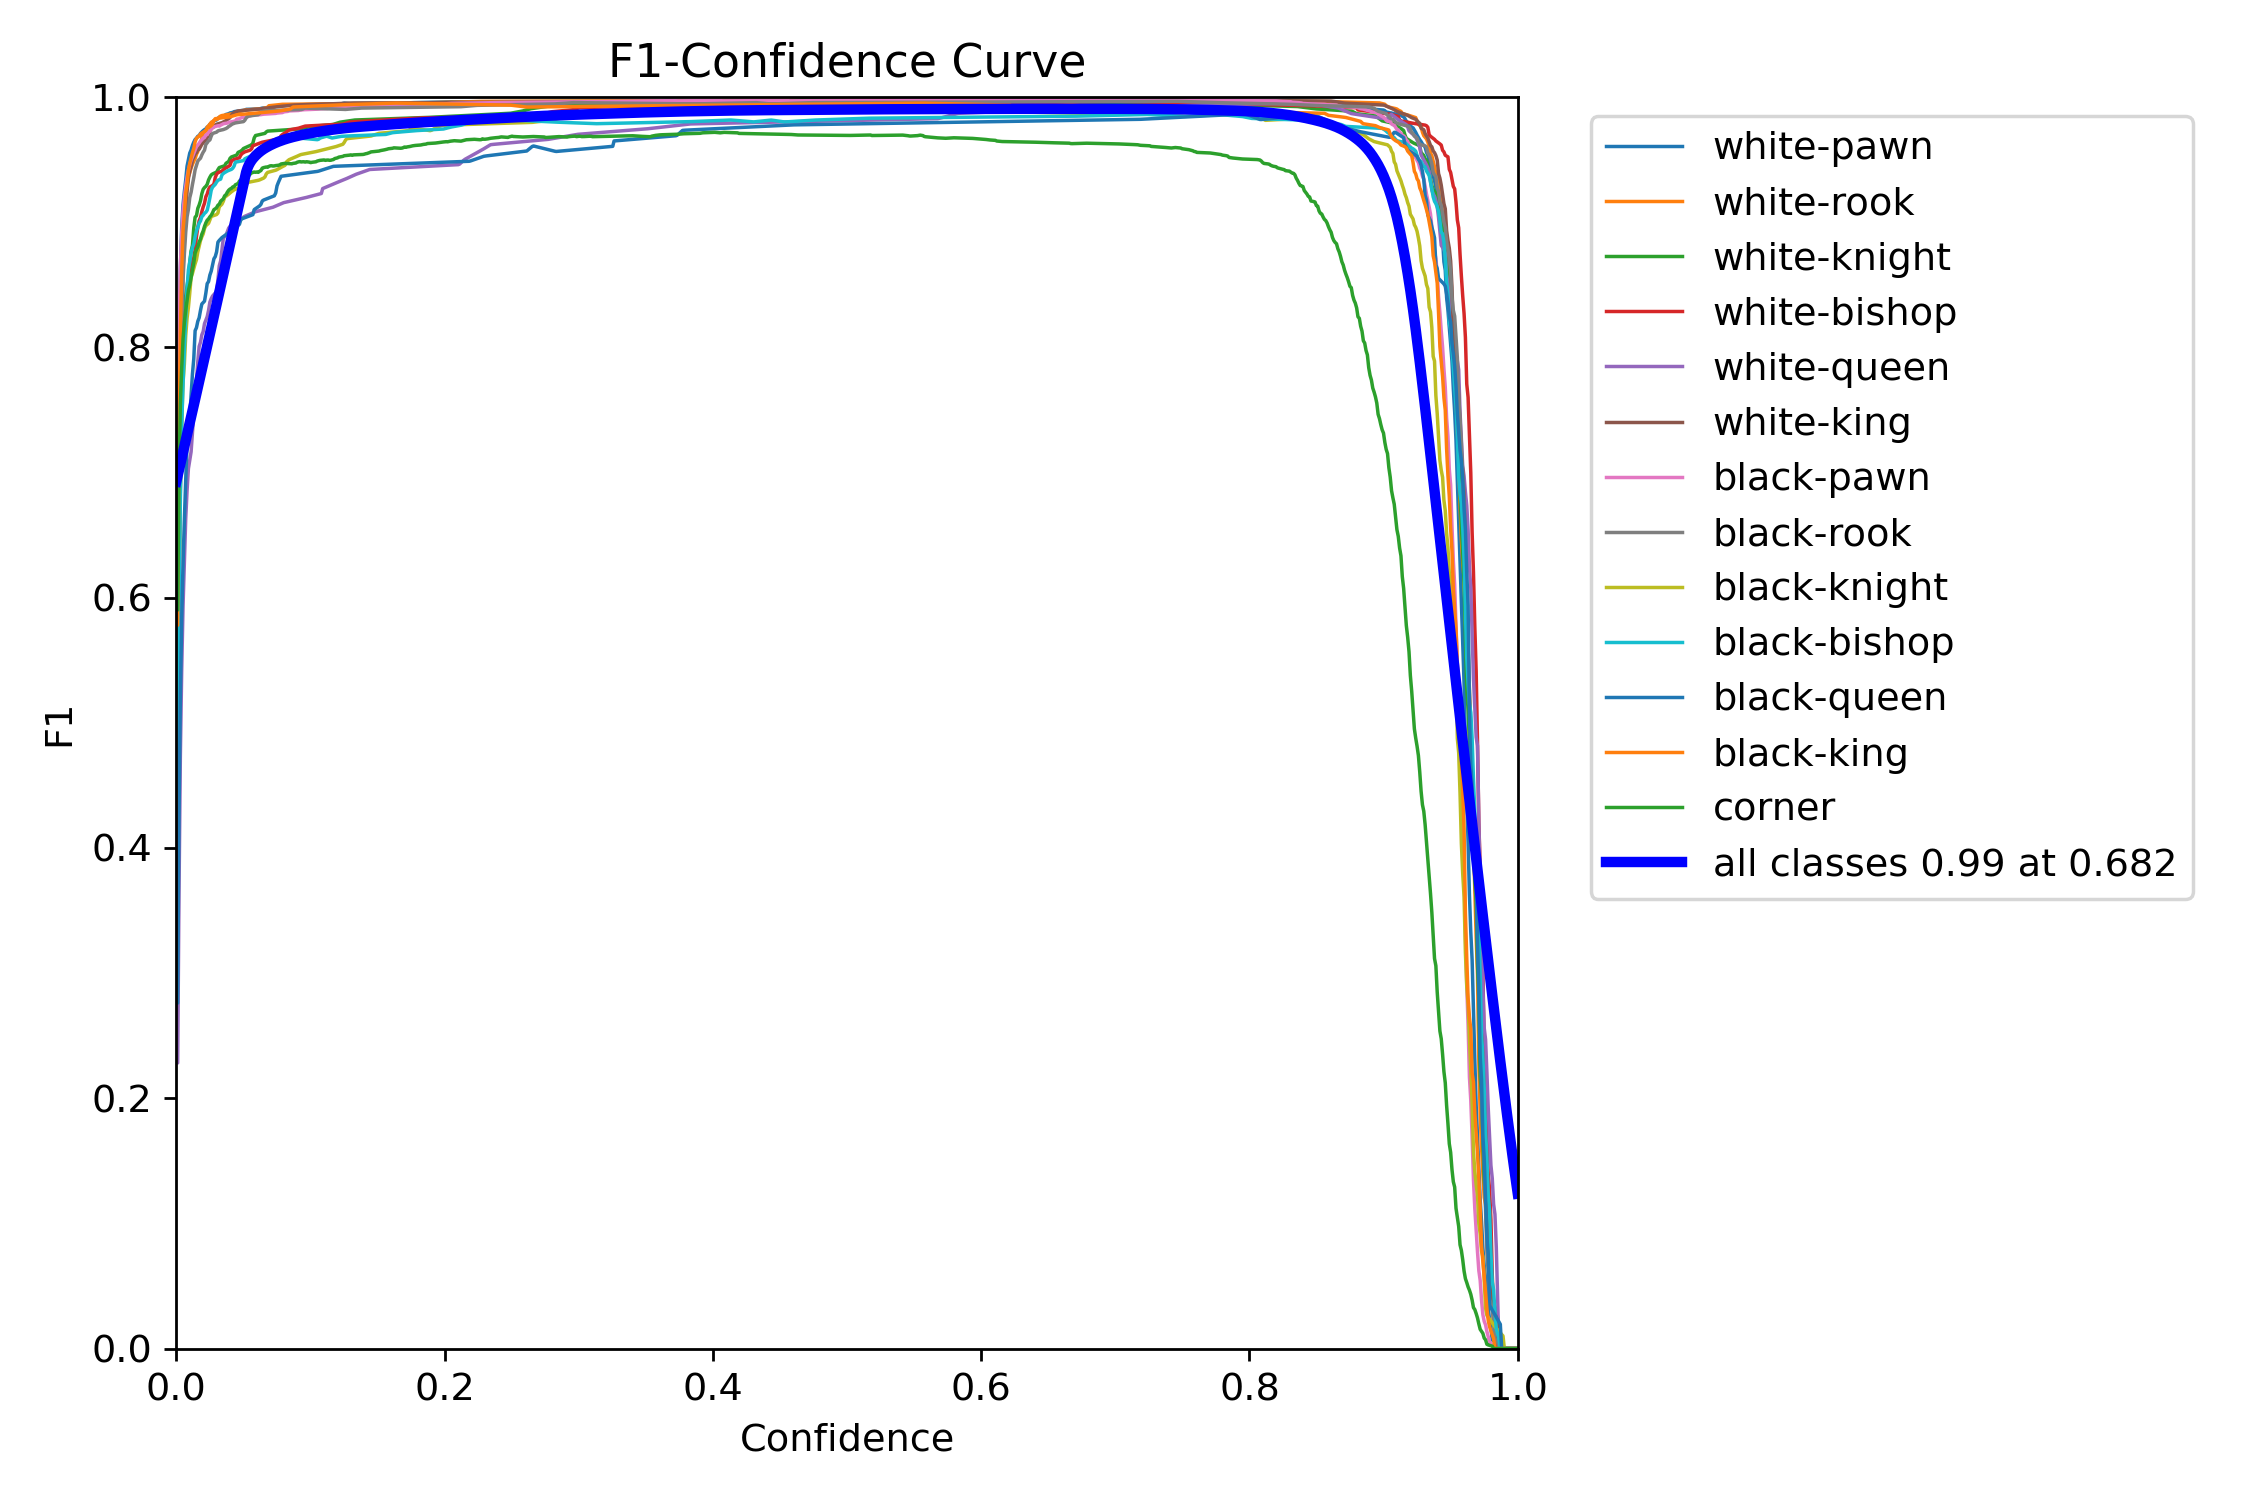 F1-Confidence Curve
1.0
0.8
0.6
0.4
0.2
0.0
F1
0.0 0.2 0.4 0.6 0.8 1.0
Confidence
white-pawn
white-rook
white-knight
white-bishop
white-queen
white-king
black-pawn
black-rook
black-knight
black-bishop
black-queen
black-king
corner
all classes 0.99 at 0.682